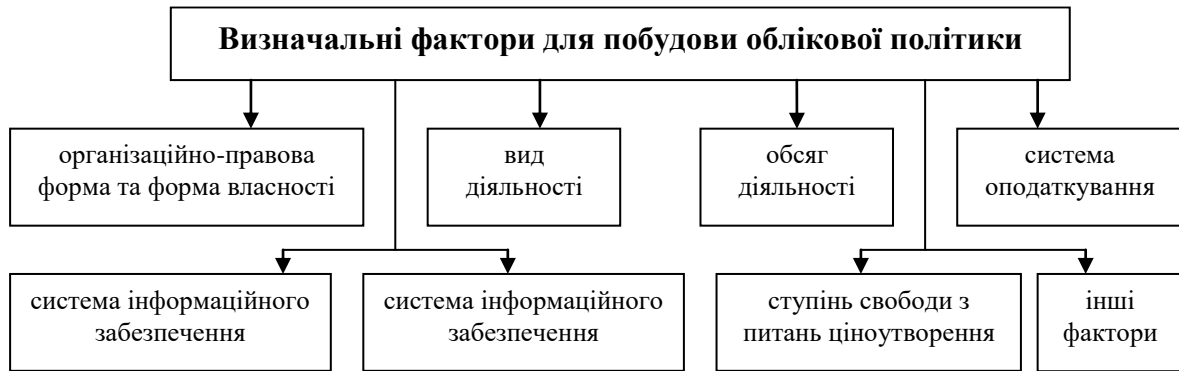 Визначальні фактори для побудови облікової політики
організаційно-правова
форма та форма власності
вид
діяльності
обсяг
діяльності
система
оподаткування
система інформаційного
забезпечення
система інформаційного
забезпечення
ступінь свободи з
питань ціноутворення
інші
фактори